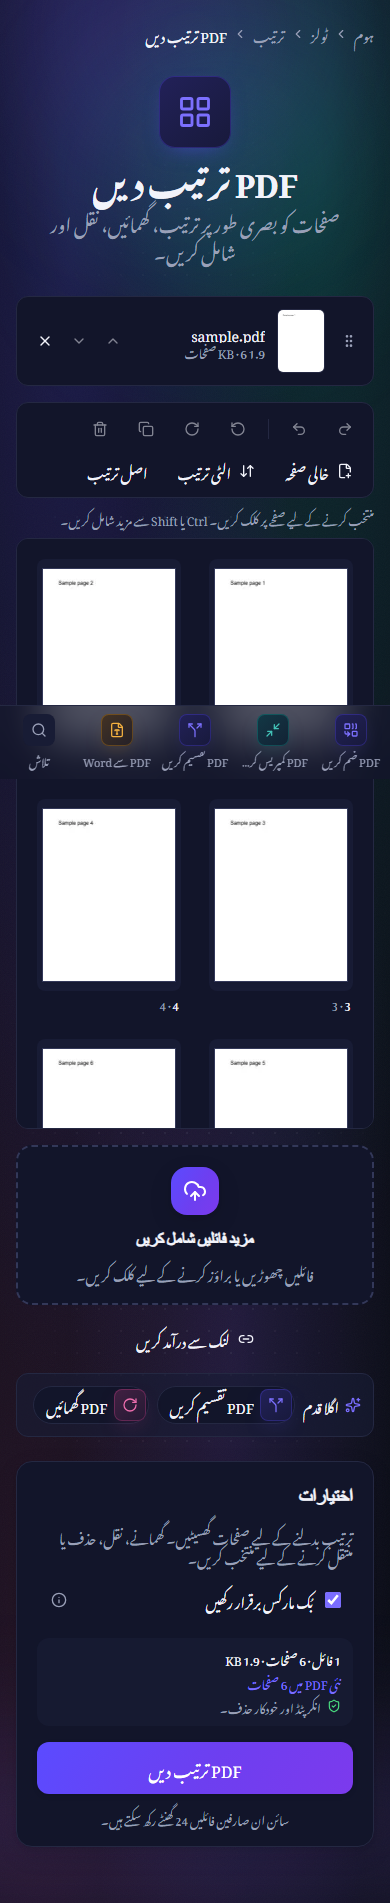 ہوم › ٹولز › ترتیب › PDF ترتیب دیں
PDF ترتیب دیں
صفحات کو بصری طور پر ترتیب، گھمائیں، نقل اور
شامل کریں۔
sample.pdf
1.9 KB · 6 صفحات
خالی صفحہ
الٹی ترتیب
اصل ترتیب
منتخب کرنے کے لیے صفحے پر کلک کریں۔ Ctrl یا Shift سے مزید شامل کریں۔
Sample page 1
Sample page 2
PDF ضم کریں
PDF کمپریس کر...
PDF تقسیم کریں
PDF سے Word
تلاش
Sample page 3
Sample page 4
3 · 3
4 · 4
Sample page 5
Sample page 6
مزید فائلیں شامل کریں
فائلیں چھوڑیں یا براؤز کرنے کے لیے کلک کریں۔
لنک سے درآمد کریں
اگلا قدم
PDF تقسیم کریں
PDF گھمائیں
اختیارات
ترتیب بدلنے کے لیے صفحات گھسیٹیں۔ گھمانے، نقل، حذف یا
منتقل کرنے کے لیے منتخب کریں۔
بُک مارکس برقرار رکھیں
1 فائل · 6 صفحات · 1.9 KB
نئی PDF میں 6 صفحات
انکرپٹڈ اور خودکار حذف۔
PDF ترتیب دیں
سائن ان صارفین فائلیں 24 گھنٹے رکھ سکتے ہیں۔